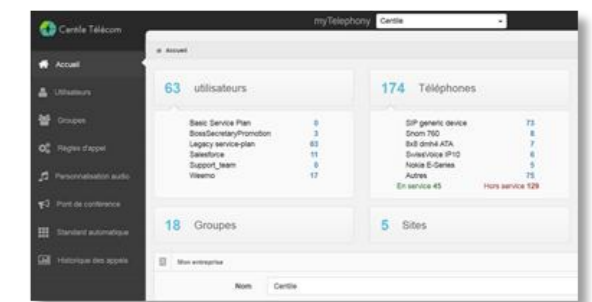 Centile Télécom
myTelephony Centile
Accueil
Accueil
Utilisateurs
Groupes
Règles d'appel
Personnalisation audio
Pont de conférence
Standard automatique
Historique des appels
63 utilisateurs
Basic Service Plan 0
BossSecretaryPromotion 3
Legacy service-plan 63
Salesforce 11
Support_team 0
Weemo 17
174 Téléphones
SIP generic device 73
Snom 760 8
8x8 dmh4 ATA 7
SwissVoice IP10 6
Nokia E-Series 5
Autres 75
En service 45 Hors service 129
18 Groupes
5 Sites
Mon entreprise
Nom Centile